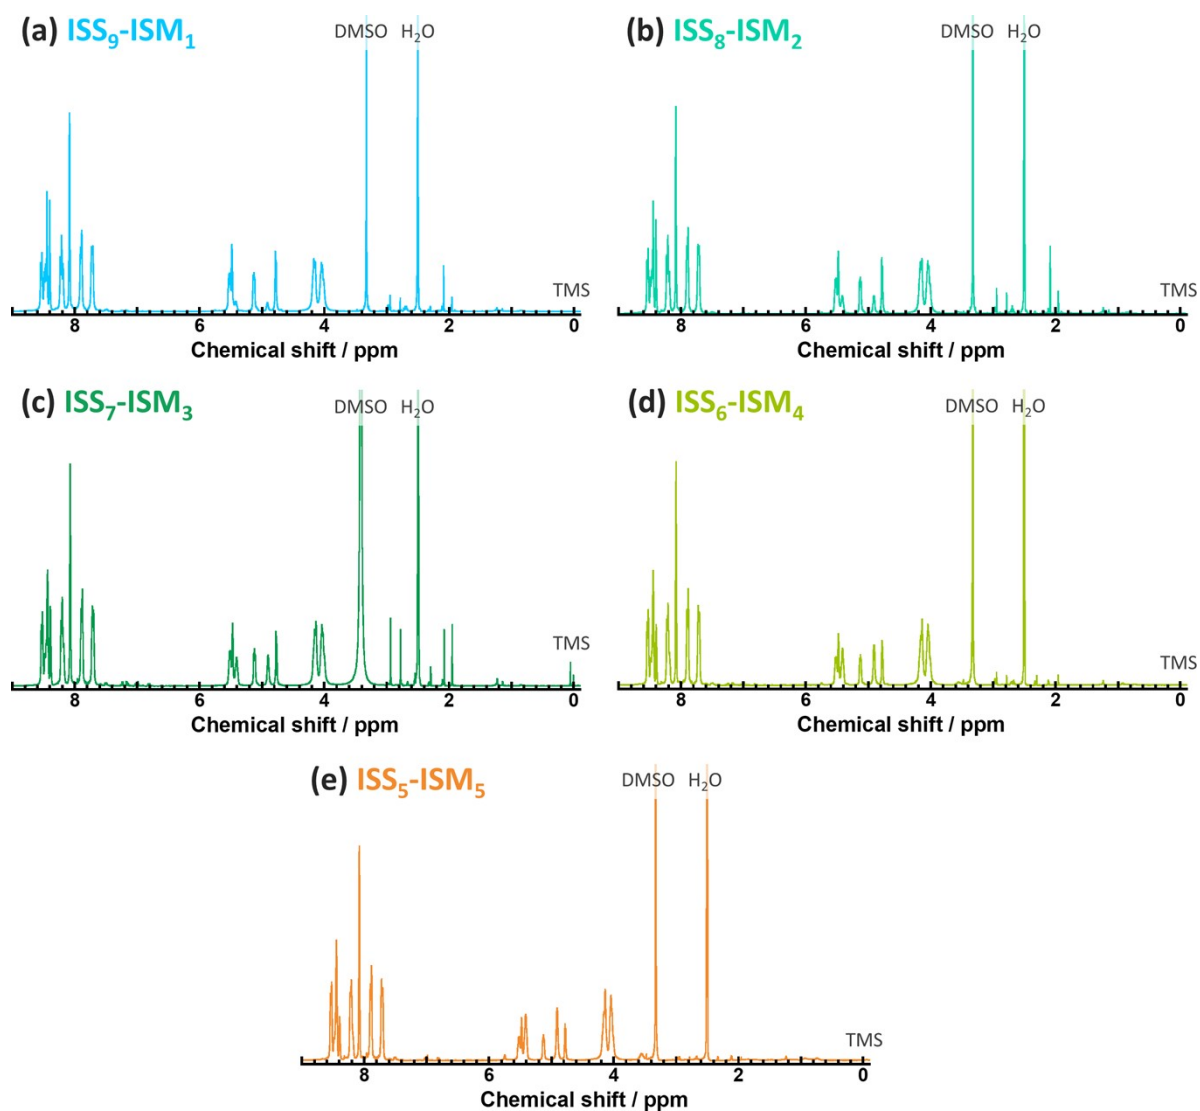 (a) ISS₉-ISM₁
DMSO H₂O
TMS
8 6 4 2 0
Chemical shift / ppm
(b) ISS₈-ISM₂
DMSO H₂O
TMS
8 6 4 2 0
Chemical shift / ppm
(c) ISS₇-ISM₃
DMSO H₂O
TMS
8 6 4 2 0
Chemical shift / ppm
(d) ISS₆-ISM₄
DMSO H₂O
TMS
8 6 4 2 0
Chemical shift / ppm
(e) ISS₅-ISM₅
DMSO H₂O
TMS
8 6 4 2 0
Chemical shift / ppm